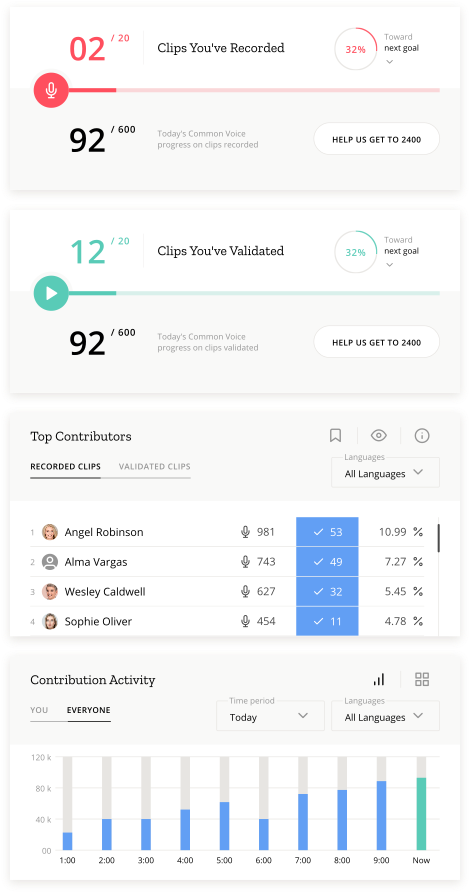 02 / 20 Clips You've Recorded 32% Toward
next goal
92 / 600 Today's Common Voice
progress on clips recorded
HELP US GET TO 2400
12 / 20 Clips You've Validated 32% Toward
next goal
92 / 600 Today's Common Voice
progress on clips validated
HELP US GET TO 2400
Top Contributors
RECORDED CLIPS VALIDATED CLIPS
Languages
All Languages
1 Angel Robinson 981 53 10.99 %
2 Alma Vargas 743 49 7.27 %
3 Wesley Caldwell 627 32 5.45 %
4 Sophie Oliver 454 11 4.78 %
Contribution Activity
YOU EVERYONE
Time period
Today
Languages
All Languages
120 k
80 k
40 k
00
1:00 2:00 3:00 4:00 5:00 6:00 7:00 8:00 9:00 Now